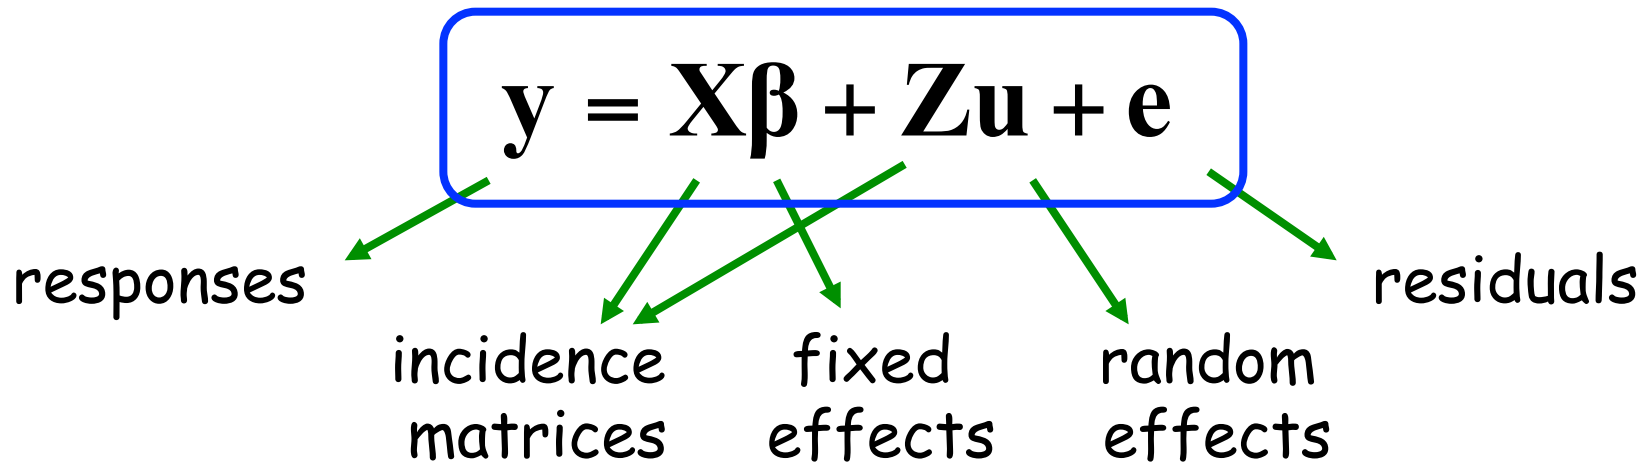 y = Xβ + Zu + e
responses
residuals
incidence
matrices
fixed
effects
random
effects